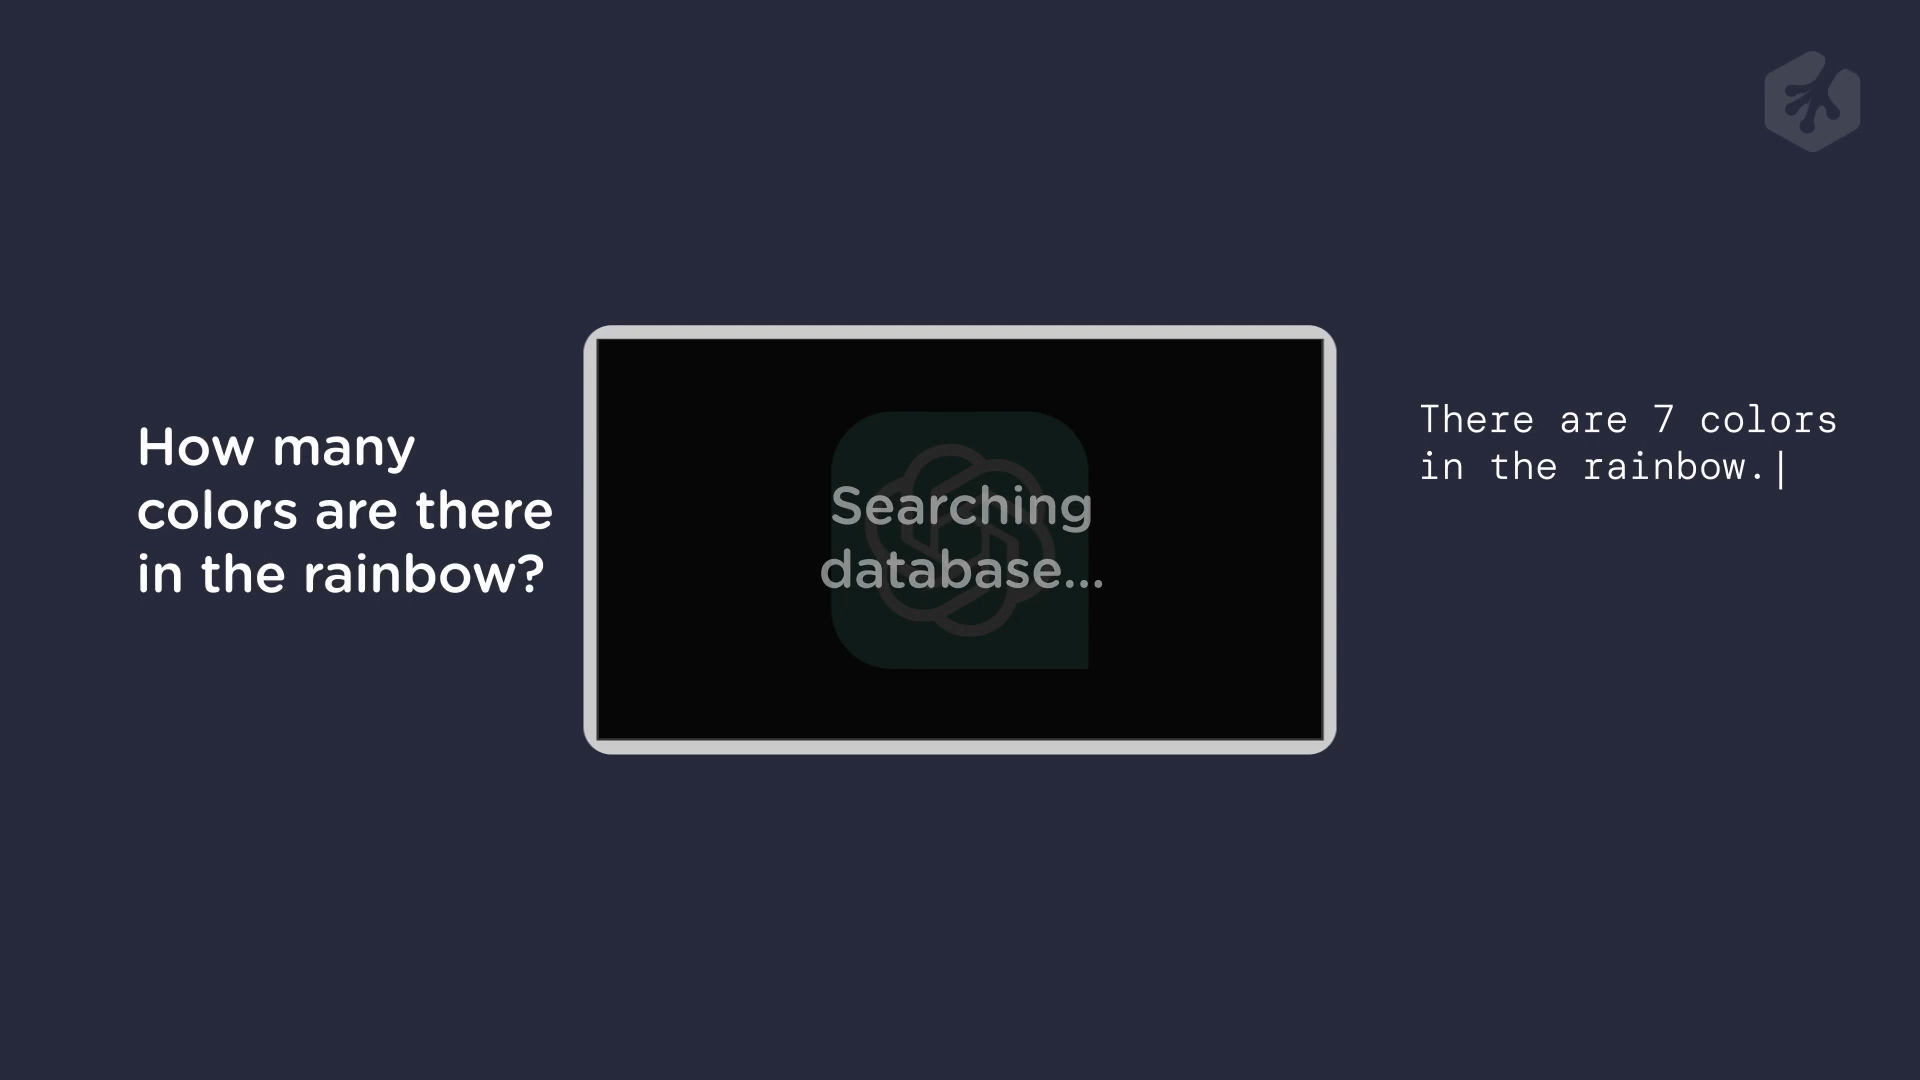 How many
colors are there
in the rainbow?
Searching
database...
There are 7 colors
in the rainbow.